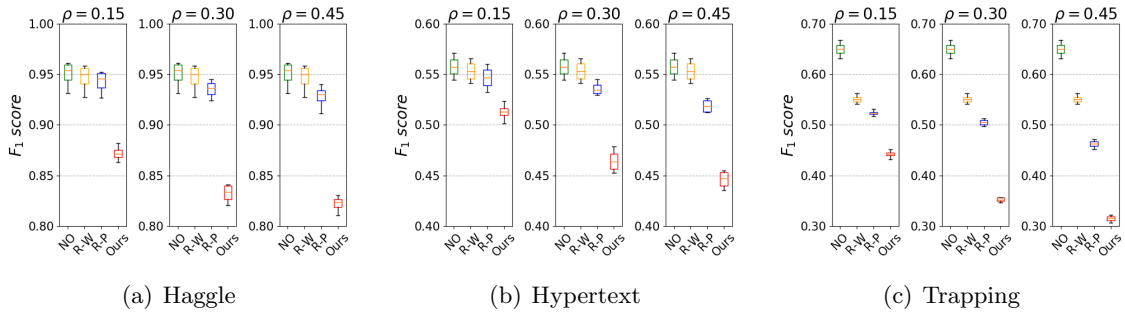 ρ = 0.15
ρ = 0.30
ρ = 0.45
F₁ score
1.00
0.95
0.90
0.85
0.80
1.00
0.95
0.90
0.85
0.80
1.00
0.95
0.90
0.85
0.80
NO R-W R-P Ours
NO R-W R-P Ours
NO R-W R-P Ours
(a) Haggle
ρ = 0.15
ρ = 0.30
ρ = 0.45
F₁ score
0.60
0.55
0.50
0.45
0.40
0.60
0.55
0.50
0.45
0.40
0.60
0.55
0.50
0.45
0.40
NO R-W R-P Ours
NO R-W R-P Ours
NO R-W R-P Ours
(b) Hypertext
ρ = 0.15
ρ = 0.30
ρ = 0.45
F₁ score
0.70
0.60
0.50
0.40
0.30
0.70
0.60
0.50
0.40
0.30
0.70
0.60
0.50
0.40
0.30
NO R-W R-P Ours
NO R-W R-P Ours
NO R-W R-P Ours
(c) Trapping